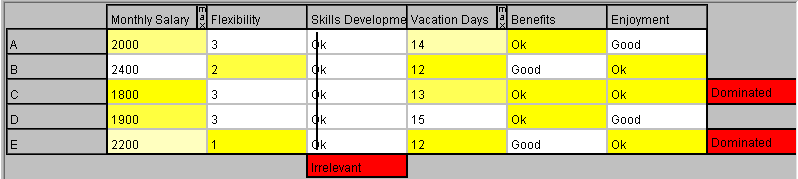 Monthly Salary max Flexibility Skills Developme Vacation Days max Benefits Enjoyment
A 2000 3 Ok 14 Ok Good
B 2400 2 Ok 12 Good Ok
C 1800 3 Ok 13 Ok Ok Dominated
D 1900 3 Ok 15 Ok Good
E 2200 1 Ok 12 Good Ok Dominated
Irrelevant